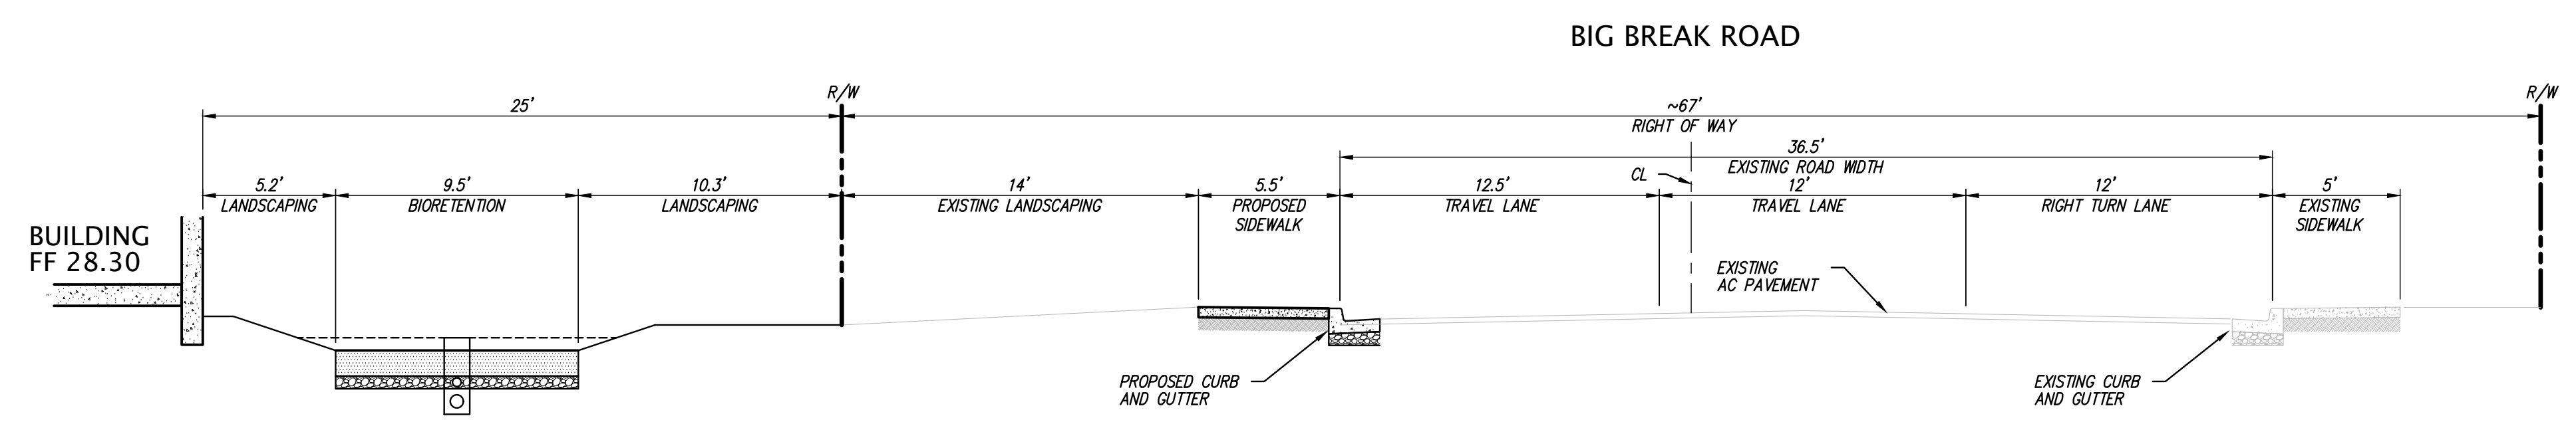 BIG BREAK ROAD
R/W
R/W
25'
~67'
RIGHT OF WAY
36.5'
EXISTING ROAD WIDTH
CL
5.2'
LANDSCAPING
9.5'
BIORETENTION
10.3'
LANDSCAPING
14'
EXISTING LANDSCAPING
5.5'
PROPOSED
SIDEWALK
12.5'
TRAVEL LANE
12'
TRAVEL LANE
12'
RIGHT TURN LANE
5'
EXISTING
SIDEWALK
BUILDING
FF 28.30
EXISTING
AC PAVEMENT
PROPOSED CURB
AND GUTTER
EXISTING CURB
AND GUTTER